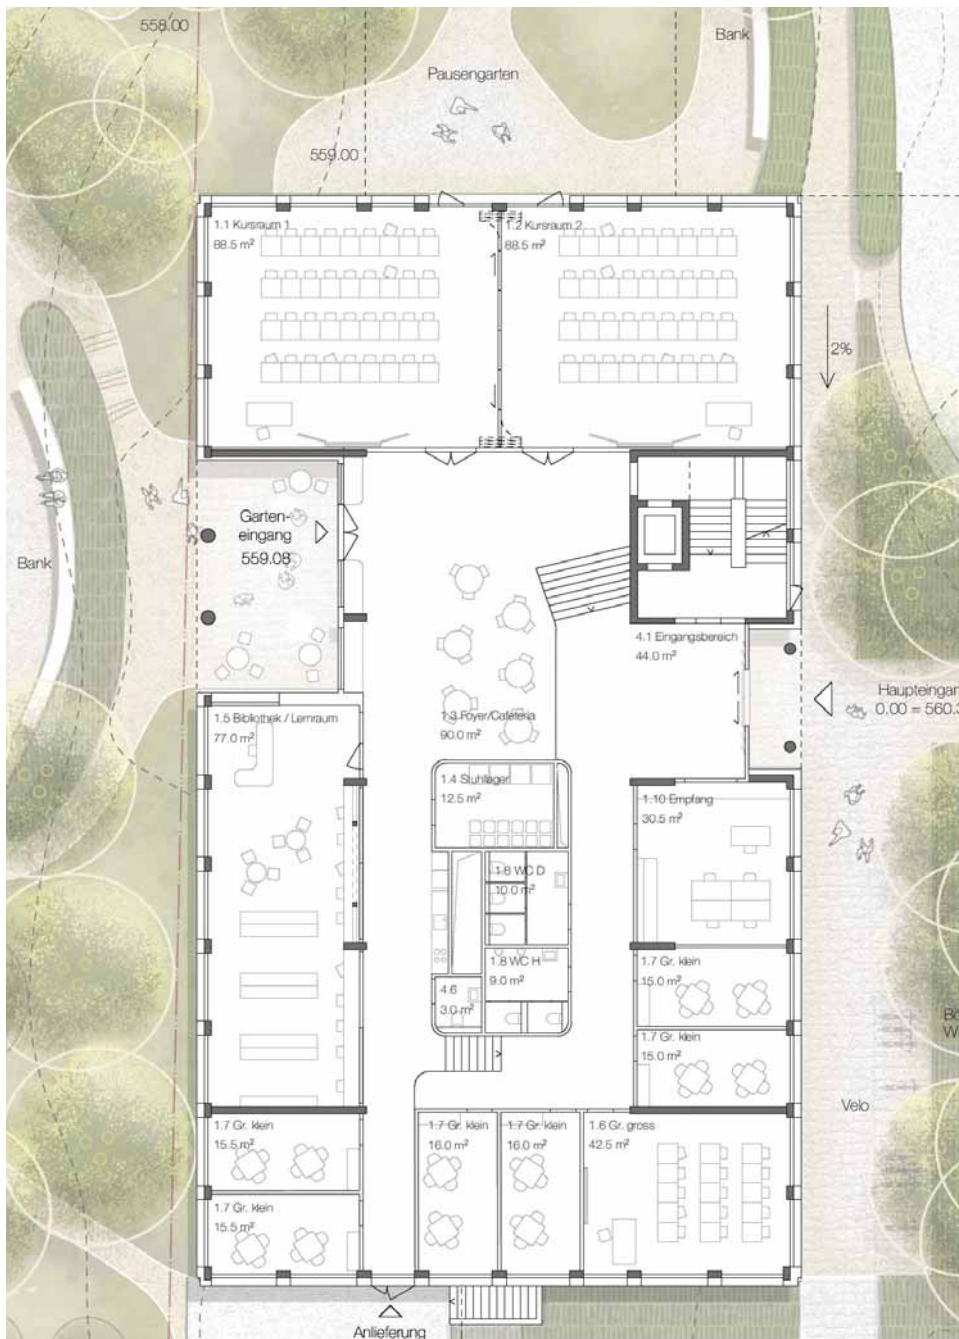 558.00
Bank
Pausengarten
559.00
1.1 Kursraum 1
88.5 m²
1.2 Kursraum 2
88.5 m²
2%
Garten-
eingang
559.08
Bank
4.1 Eingangsbereich
44.0 m²
Haupteingan
0.00 = 560.3
1.5 Bibliothek / Lernraum
77.0 m²
1.3 Foyer/Cafeteria
90.0 m²
1.4 Stuhllager
12.5 m²
1.10 Empfang
30.5 m²
1.8 WC D
10.0 m²
1.8 WC H
9.0 m²
4.6
3.0 m²
1.7 Gr. klein
15.0 m²
1.7 Gr. klein
15.0 m²
Velo
1.7 Gr. klein
15.5 m²
1.7 Gr. klein
16.0 m²
1.7 Gr. klein
16.0 m²
1.6 Gr. gross
42.5 m²
1.7 Gr. klein
15.5 m²
Anlieferung